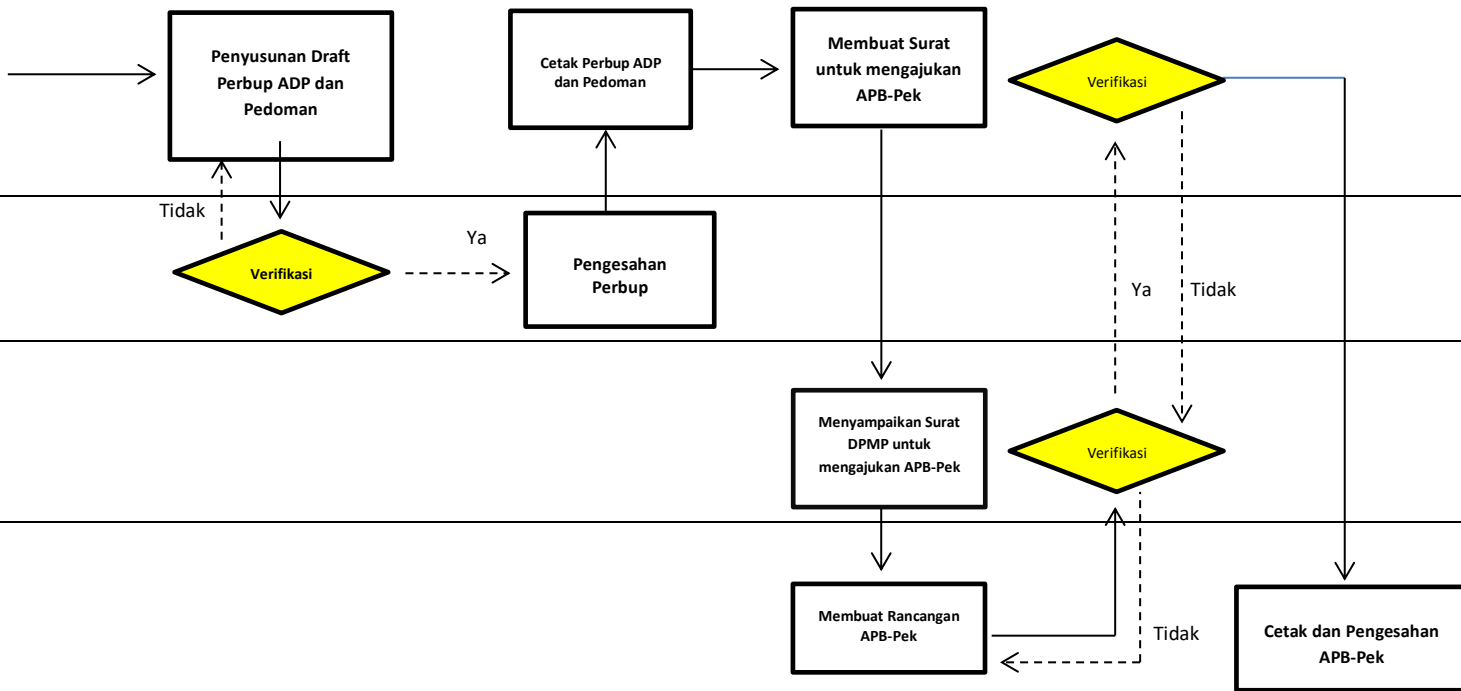 Penyusunan Draft
Perbup ADP dan
Pedoman
Cetak Perbup ADP
dan Pedoman
Membuat Surat
untuk mengajukan
APB-Pek
Verifikasi
Tidak
Verifikasi
Ya
Pengesahan
Perbup
Ya
Tidak
Menyampaikan Surat
DPMP untuk
mengajukan APB-Pek
Verifikasi
Membuat Rancangan
APB-Pek
Tidak
Cetak dan Pengesahan
APB-Pek